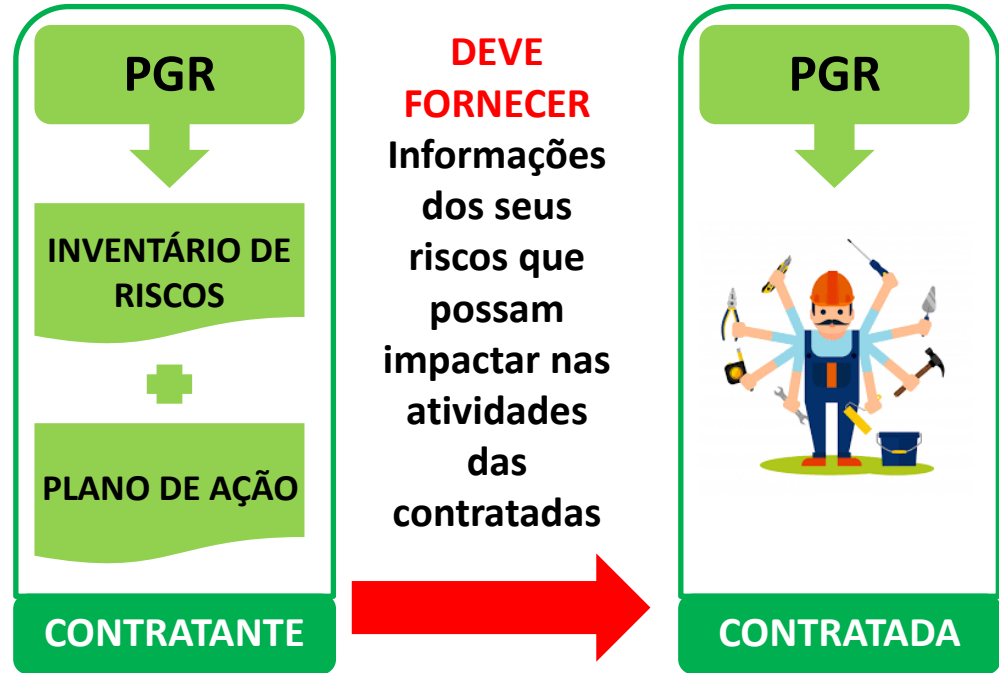 PGR
INVENTÁRIO DE
RISCOS
PLANO DE AÇÃO
CONTRATANTE
DEVE
FORNECER
Informações
dos seus
riscos que
possam
impactar nas
atividades
das
contratadas
PGR
CONTRATADA